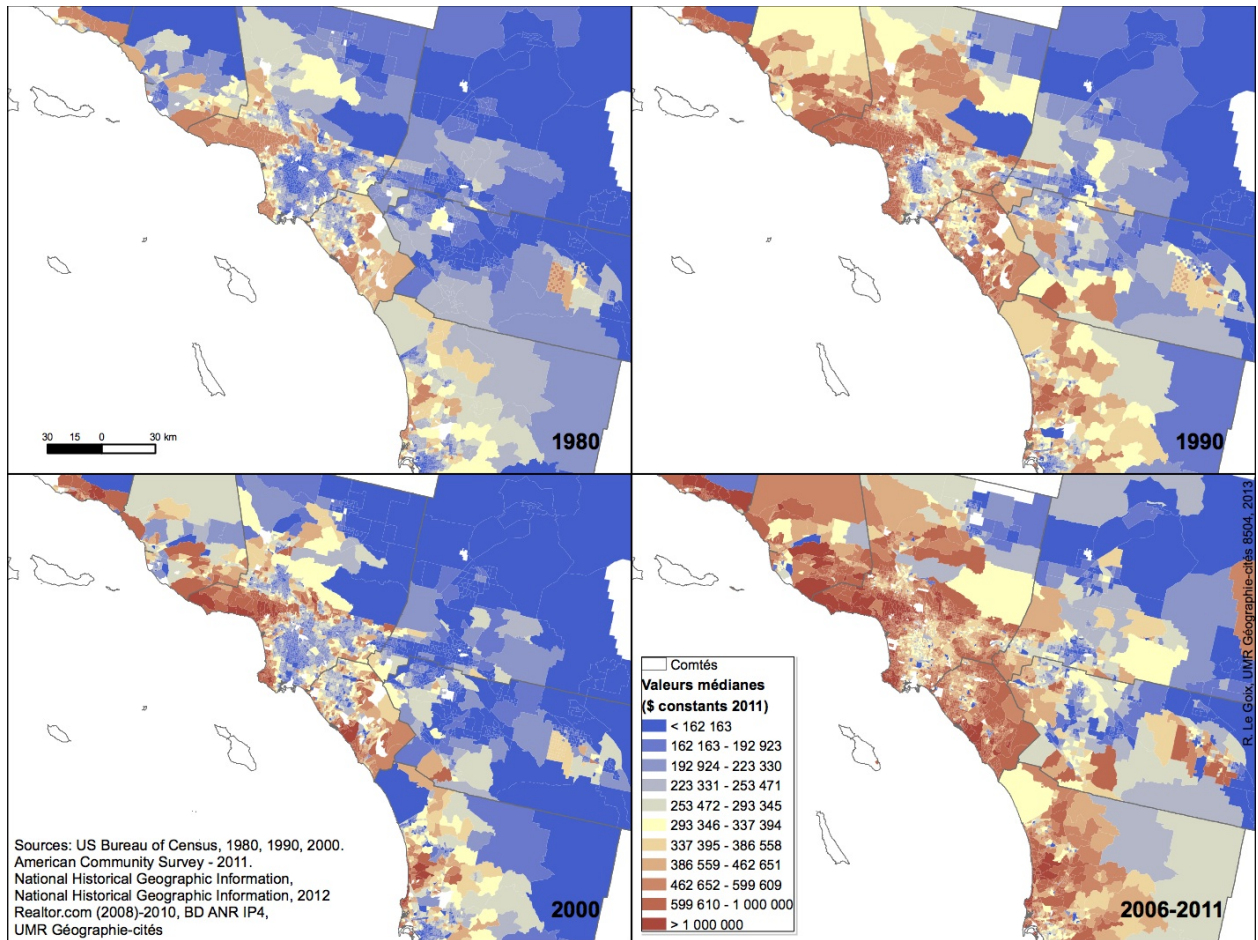 30 15 0 30 km
1980
1990
Sources: US Bureau of Census, 1980, 1990, 2000.
American Community Survey - 2011.
National Historical Geographic Information,
National Historical Geographic Information, 2012
Realtor.com (2008)-2010, BD ANR IP4,
UMR Géographie-cités
2000
Comtés
Valeurs médianes
($ constants 2011)
< 162 163
162 163 - 192 923
192 924 - 223 330
223 331 - 253 471
253 472 - 293 345
293 346 - 337 394
337 395 - 386 558
386 559 - 462 651
462 652 - 599 609
599 610 - 1 000 000
> 1 000 000
2006-2011
R. Le Goix, UMR Géographie-cités 8504, 2013